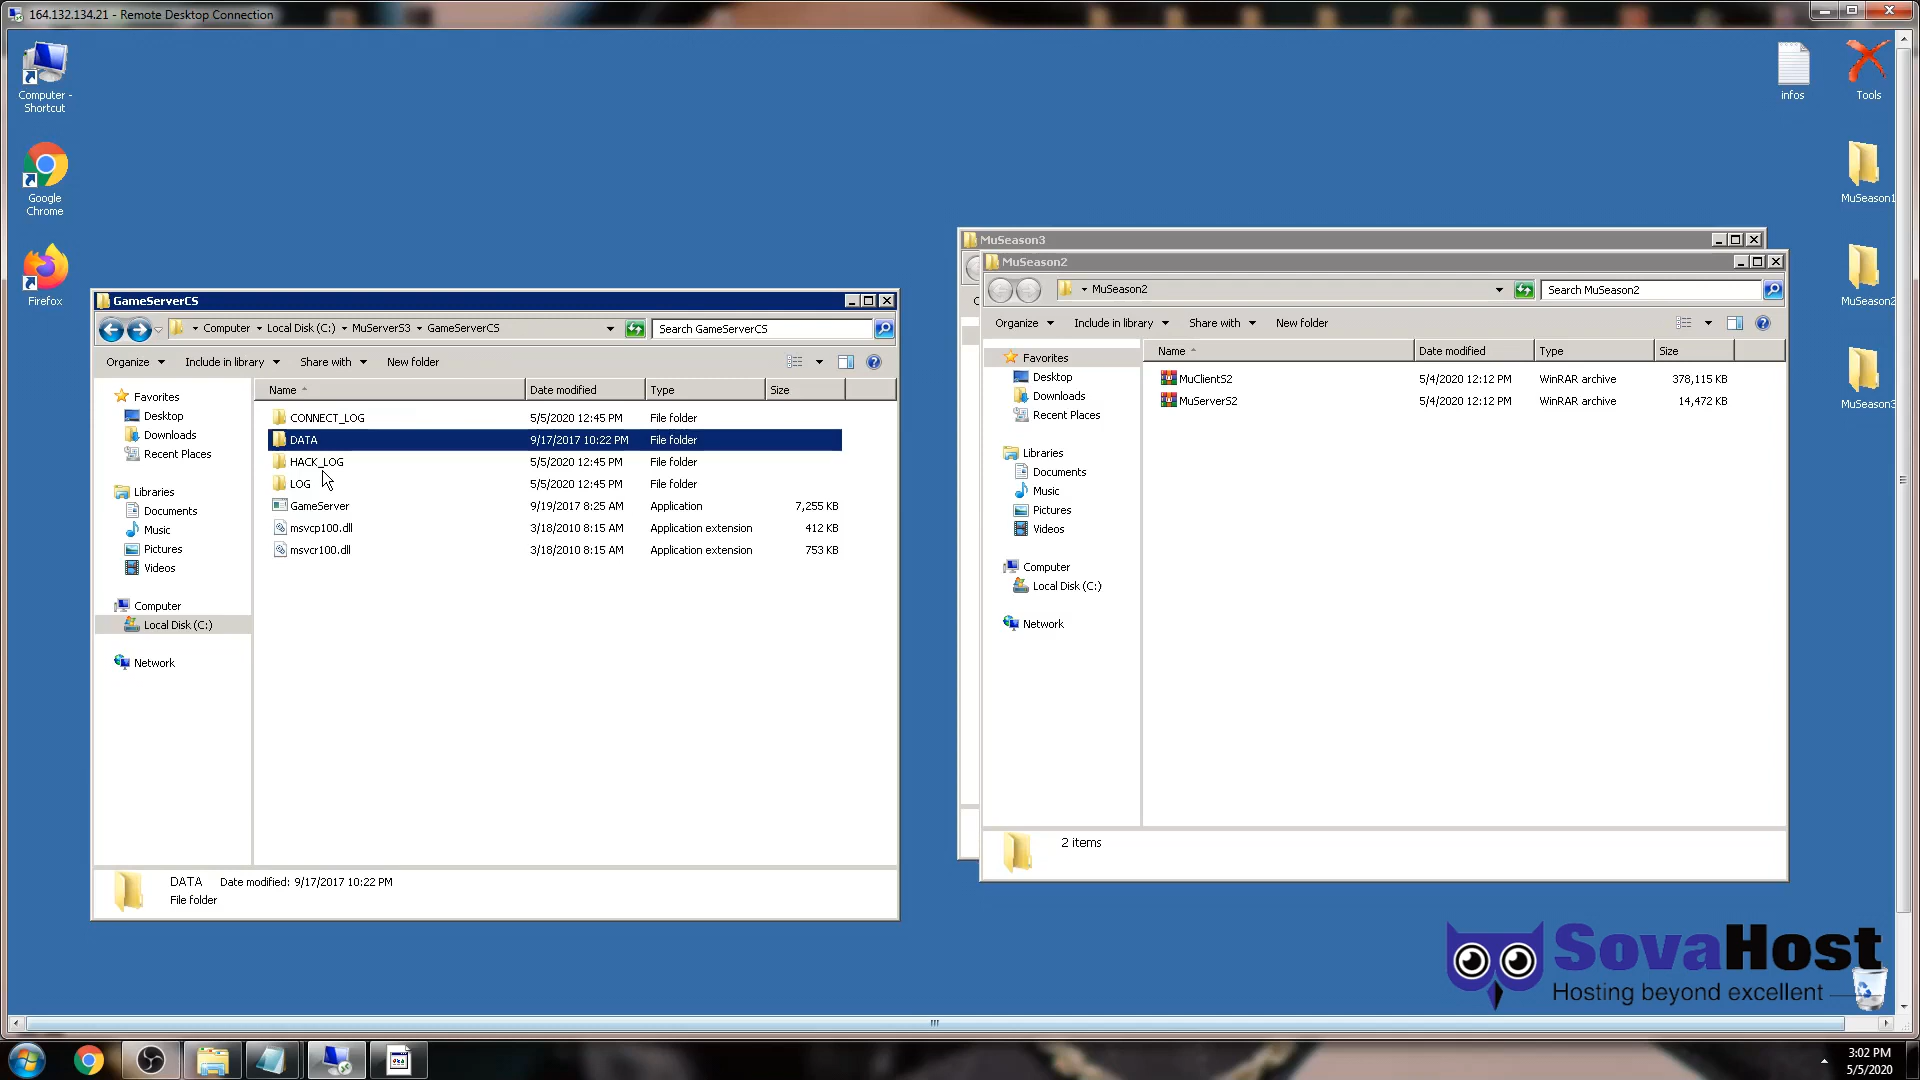 164.132.134.21 - Remote Desktop Connection
Computer -
Shortcut
Google
Chrome
Firefox
infos
Tools
MuSeason1
MuSeason2
MuSeason3
GameServerCS
Computer
Local Disk (C:)
MuServerS3
GameServerCS
Search GameServerCS
Organize
Include in library
Share with
New folder
Favorites
Desktop
Downloads
Recent Places
Libraries
Documents
Music
Pictures
Videos
Computer
Local Disk (C:)
Network
Name Date modified Type Size
CONNECT_LOG 5/5/2020 12:45 PM File folder
DATA 9/17/2017 10:22 PM File folder
HACK_LOG 5/5/2020 12:45 PM File folder
LOG 5/5/2020 12:45 PM File folder
GameServer 9/19/2017 8:25 AM Application 7,255 KB
msvcp100.dll 3/18/2010 8:15 AM Application extension 412 KB
msvcr100.dll 3/18/2010 8:15 AM Application extension 753 KB
DATA Date modified: 9/17/2017 10:22 PM
File folder
MuSeason3
MuSeason2
MuSeason2
Search MuSeason2
Organize
Include in library
Share with
New folder
Favorites
Desktop
Downloads
Recent Places
Libraries
Documents
Music
Pictures
Videos
Computer
Local Disk (C:)
Network
Name Date modified Type Size
MuClientS2 5/4/2020 12:12 PM WinRAR archive 378,115 KB
MuServerS2 5/4/2020 12:12 PM WinRAR archive 14,472 KB
2 items
SovaHost
Hosting beyond excellent
3:02 PM
5/5/2020